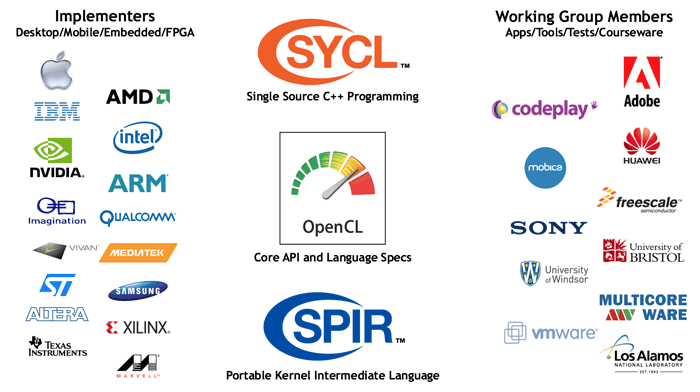 Implementers
Desktop/Mobile/Embedded/FPGA
IBM
AMD
intel
NVIDIA.
ARM
Imagination
QUALCOMM
VIVANTE
MEDIATEK
ST
SAMSUNG
ALTERA
XILINX
TEXAS
INSTRUMENTS
MARVELL
SYCL™
Single Source C++ Programming
OpenCL
Core API and Language Specs
SPIR™
Portable Kernel Intermediate Language
Working Group Members
Apps/Tools/Tests/Courseware
Adobe
codeplay
HUAWEI
mobica
freescale™
semiconductor
SONY
University of
BRISTOL
University
of Windsor
MULTICORE
WARE
vmware
Los Alamos
NATIONAL LABORATORY
EST. 1943